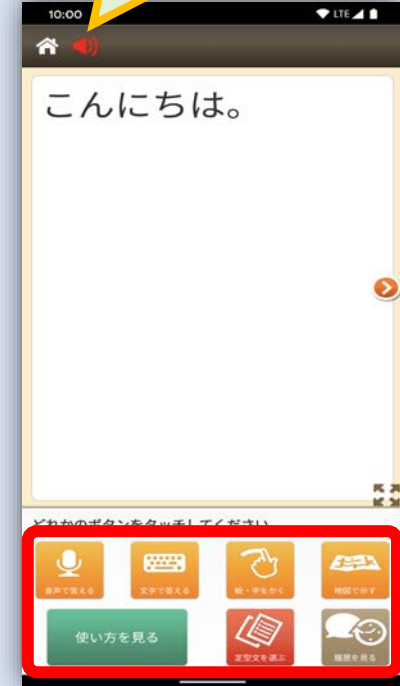 10:00 LTE
こんにちは。
どれかのボタンをタッチしてください
音声で答える 文字で答える 絵・字をかく 地図で示す
使い方を見る 定型文を選ぶ 履歴を見る